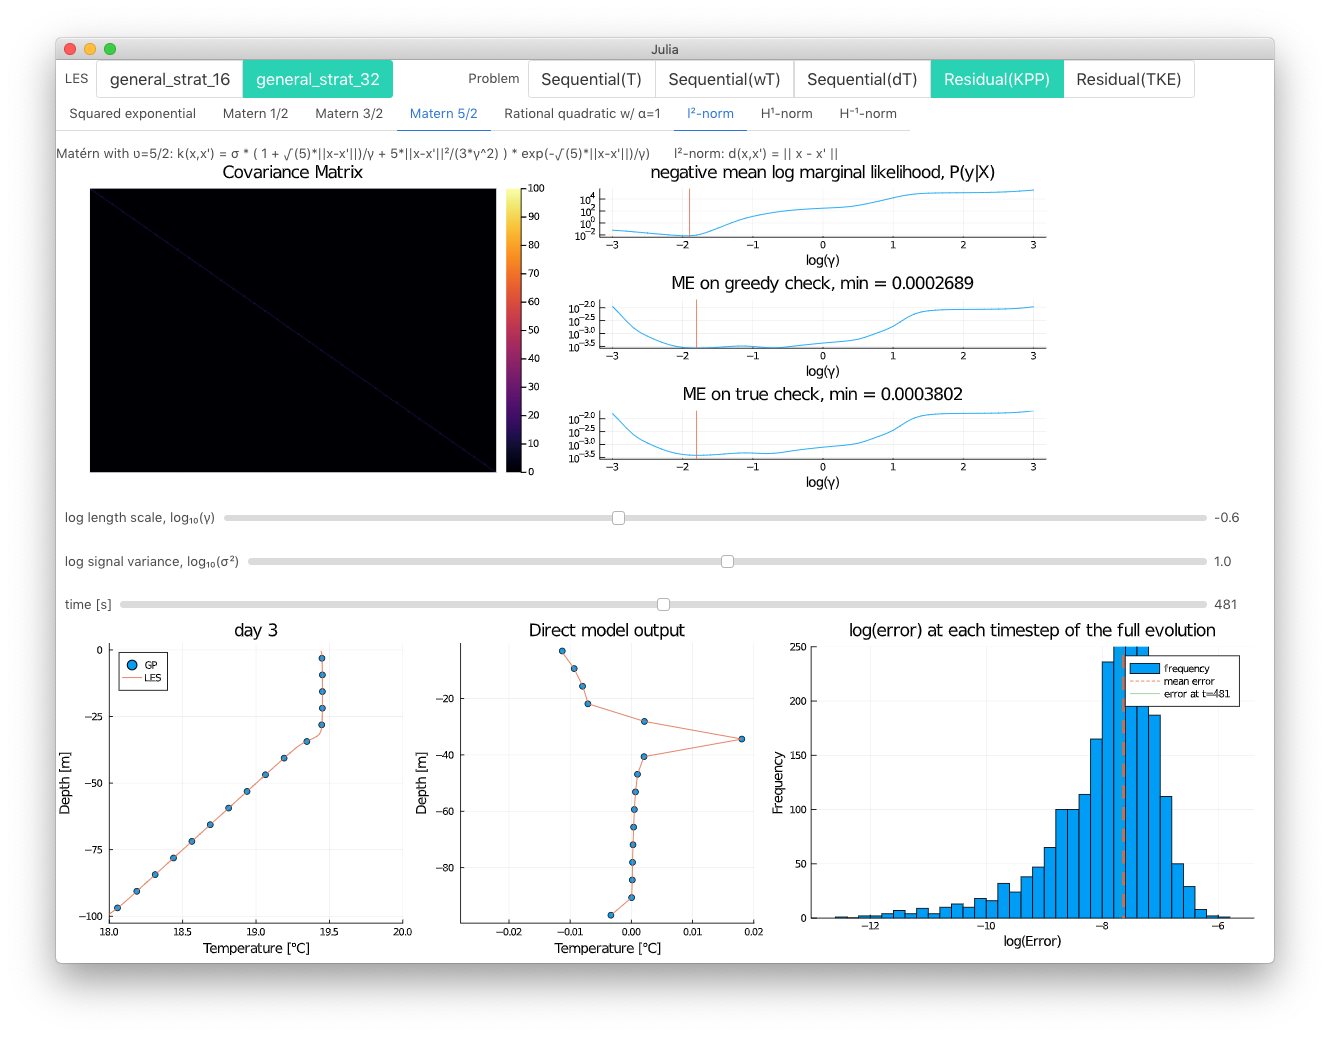 Julia
LES general_strat_16 general_strat_32 Problem Sequential(T) Sequential(wT) Sequential(dT) Residual(KPP) Residual(TKE)
Squared exponential Matern 1/2 Matern 3/2 Matern 5/2 Rational quadratic w/ α=1 l²-norm H¹-norm H⁻¹-norm
Matérn with υ=5/2: k(x,x') = σ * ( 1 + √(5)*||x-x'||)/γ + 5*||x-x'||²/(3*γ^2) ) * exp(-√(5)*||x-x'||)/γ) l²-norm: d(x,x') = || x - x' ||
Covariance Matrix
100
90
80
70
60
50
40
30
20
10
0
negative mean log marginal likelihood, P(y|X)
10⁴
10²
10⁰
10⁻²
−3 −2 −1 0 1 2 3
log(γ)
ME on greedy check, min = 0.0002689
10⁻²·⁰
10⁻²·⁵
10⁻³·⁰
10⁻³·⁵
−3 −2 −1 0 1 2 3
log(γ)
ME on true check, min = 0.0003802
10⁻²·⁰
10⁻²·⁵
10⁻³·⁰
10⁻³·⁵
−3 −2 −1 0 1 2 3
log(γ)
log length scale, log₁₀(γ) -0.6
log signal variance, log₁₀(σ²) 1.0
time [s] 481
day 3
GP
LES
0
−25
−50
−75
−100
Depth [m]
18.0 18.5 19.0 19.5 20.0
Temperature [°C]
Direct model output
−20
−40
−60
−80
Depth [m]
−0.02 −0.01 0.00 0.01 0.02
Temperature [°C]
log(error) at each timestep of the full evolution
frequency
mean error
error at t=481
250
200
150
100
50
0
Frequency
−12 −10 −8 −6
log(Error)